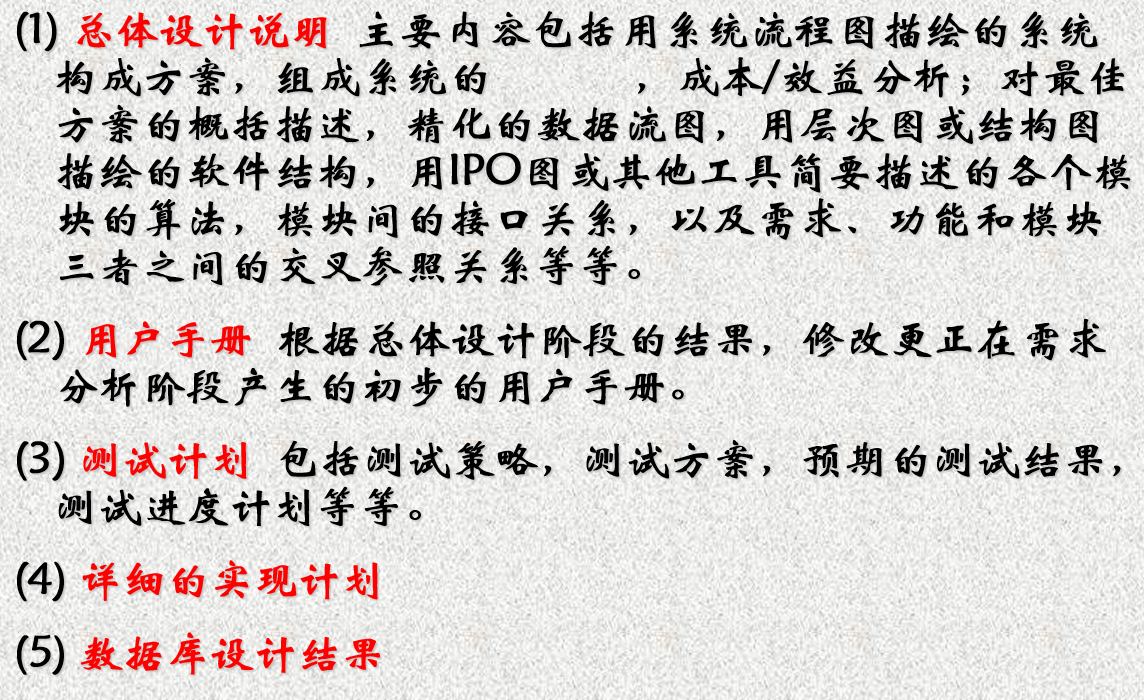 (1) 总体设计说明 主要内容包括用系统流程图描绘的系统
构成方案，组成系统的 ，成本/效益分析；对最佳
方案的概括描述，精化的数据流图，用层次图或结构图
描绘的软件结构，用IPO图或其他工具简要描述的各个模
块的算法，模块间的接口关系，以及需求、功能和模块
三者之间的交叉参照关系等等。
(2) 用户手册 根据总体设计阶段的结果，修改更正在需求
分析阶段产生的初步的用户手册。
(3) 测试计划 包括测试策略，测试方案，预期的测试结果，
测试进度计划等等。
(4) 详细的实现计划
(5) 数据库设计结果